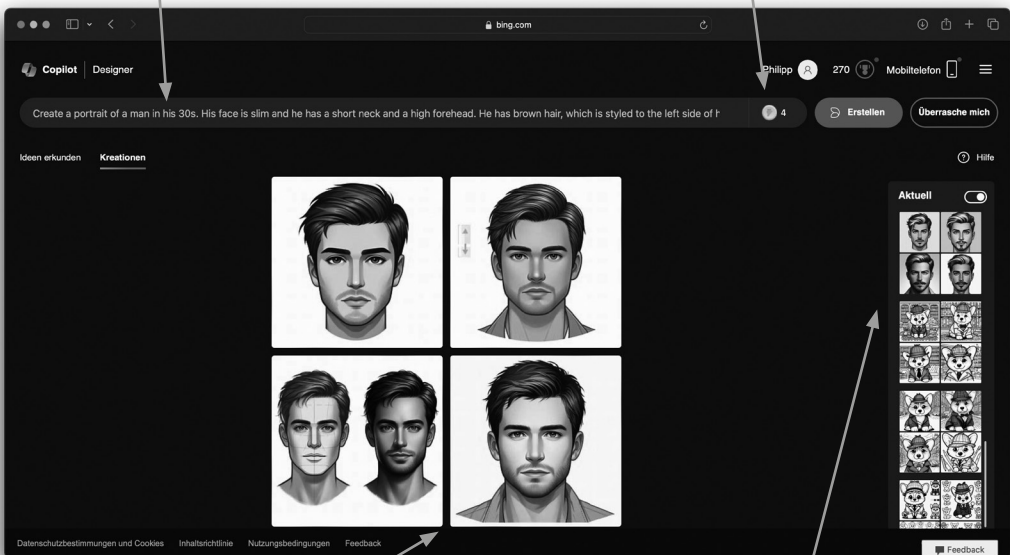 bing.com
Copilot Designer
Philipp 270 Mobiltelefon
Create a portrait of a man in his 30s. His face is slim and he has a short neck and a high forehead. He has brown hair, which is styled to the left side of h
4
Erstellen
Überrasche mich
Ideen erkunden Kreationen
Hilfe
Aktuell
Datenschutzbestimmungen und Cookies Inhaltsrichtlinie Nutzungsbedingungen Feedback
Feedback